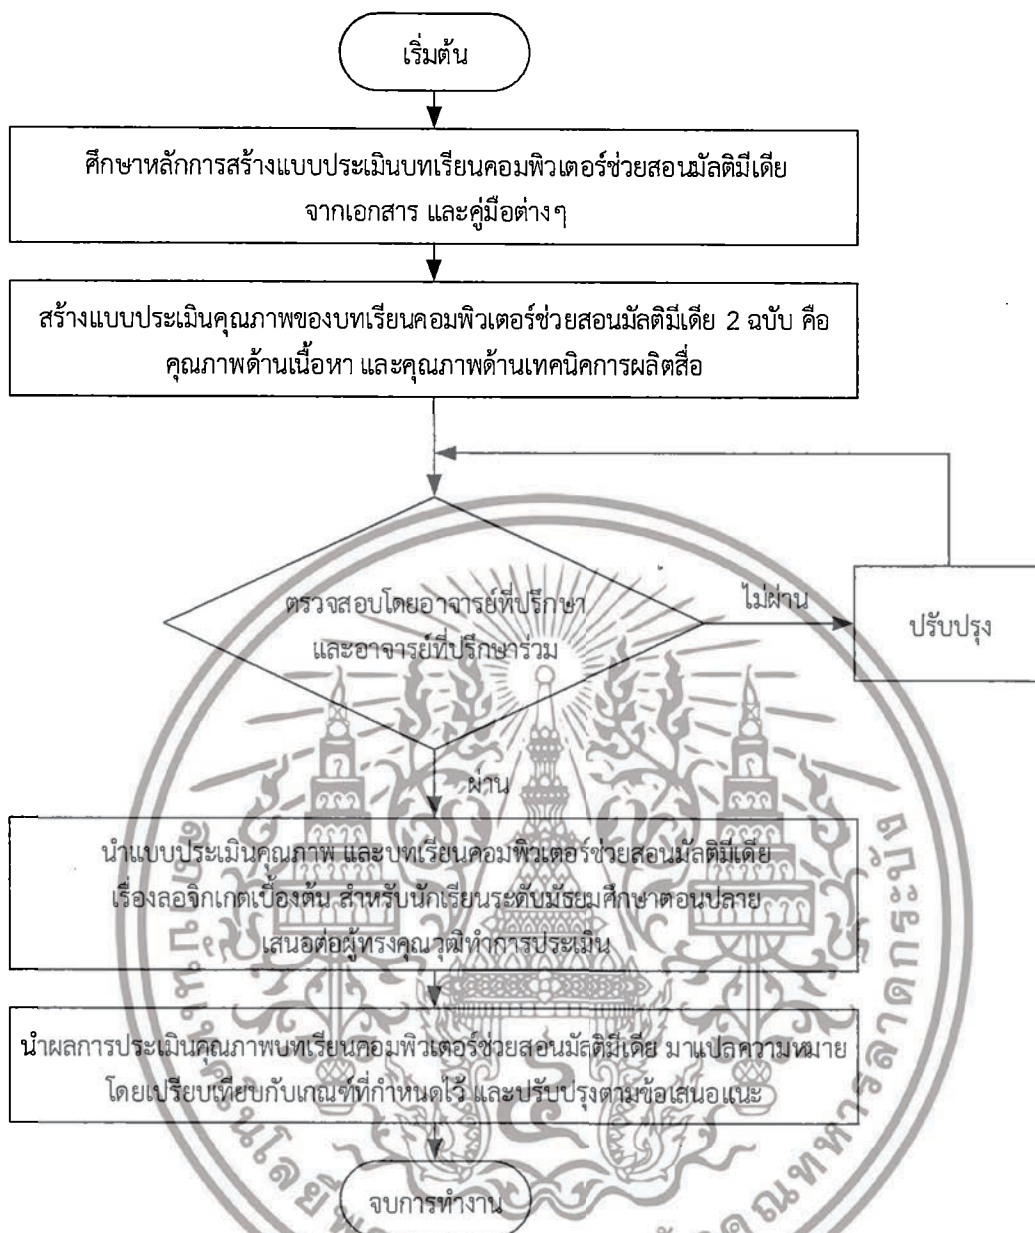 เริ่มต้น
ศึกษาหลักการสร้างแบบประเมินบทเรียนคอมพิวเตอร์ช่วยสอนมัลติมีเดีย
จากเอกสาร และคู่มือต่างๆ
สร้างแบบประเมินคุณภาพของบทเรียนคอมพิวเตอร์ช่วยสอนมัลติมีเดีย 2 ฉบับ คือ
คุณภาพด้านเนื้อหา และคุณภาพด้านเทคนิคการผลิตสื่อ
ตรวจสอบโดยอาจารย์ที่ปรึกษา
และอาจารย์ที่ปรึกษาร่วม
ไม่ผ่าน
ปรับปรุง
ผ่าน
นำแบบประเมินคุณภาพ และบทเรียนคอมพิวเตอร์ช่วยสอนมัลติมีเดีย
เรื่องลอจิกเกตเบื้องต้น สำหรับนักเรียนระดับมัธยมศึกษาตอนปลาย
เสนอต่อผู้ทรงคุณวุฒิทำการประเมิน
นำผลการประเมินคุณภาพบทเรียนคอมพิวเตอร์ช่วยสอนมัลติมีเดีย มาแปลความหมาย
โดยเปรียบเทียบกับเกณฑ์ที่กำหนดไว้ และปรับปรุงตามข้อเสนอแนะ
จบการทำงาน